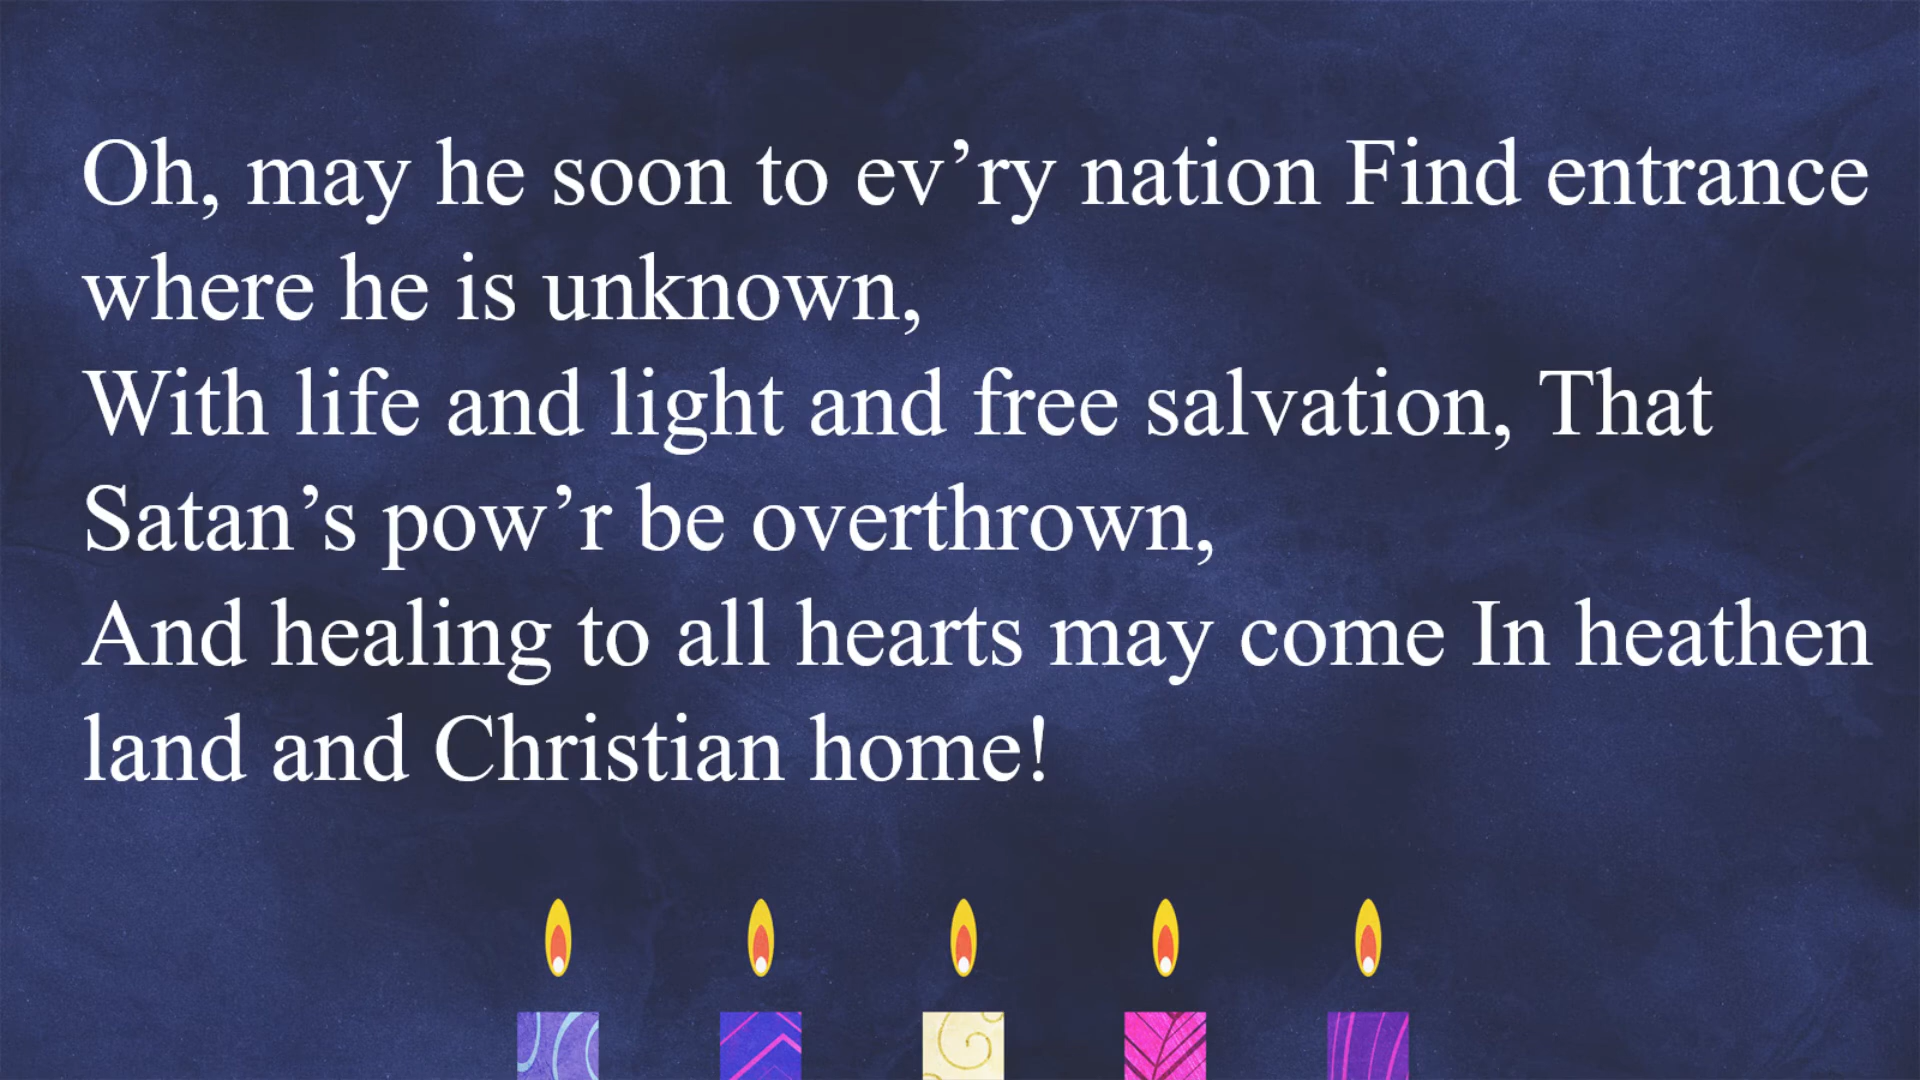 Oh, may he soon to ev’ry nation Find entrance
where he is unknown,
With life and light and free salvation, That
Satan’s pow’r be overthrown,
And healing to all hearts may come In heathen
land and Christian home!